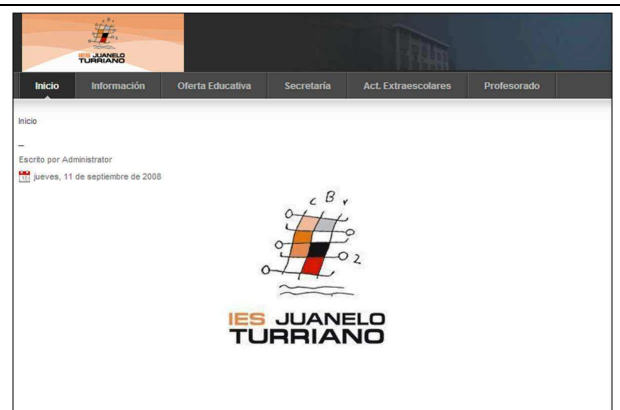 IES JUANELO
TURRIANO
Inicio Información Oferta Educativa Secretaría Act. Extraescolares Profesorado
Inicio
Escrito por Administrator
jueves, 11 de septiembre de 2008
C B v
2
IES JUANELO
TURRIANO